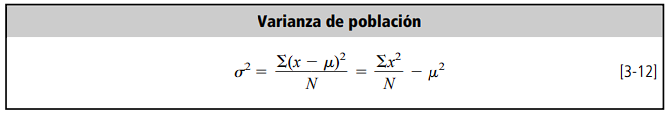 Varianza de población
σ² = Σ(x − μ)² / N = Σx² / N − μ² [3-12]